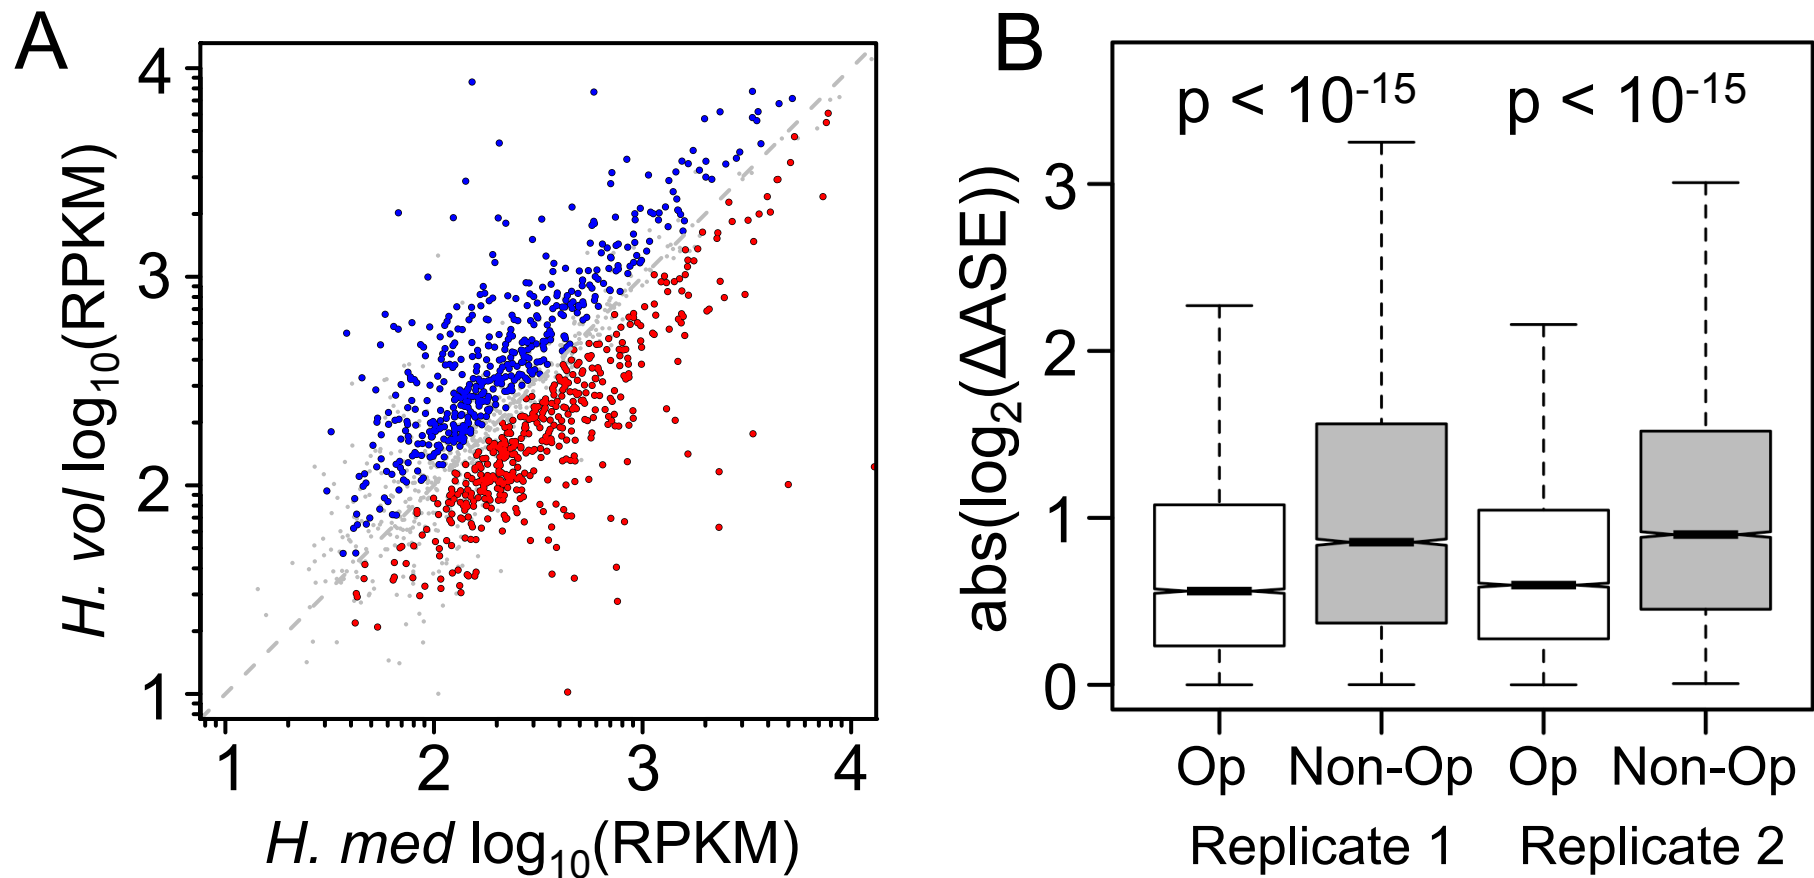 A
H. vol log10(RPKM)
4
3
2
1
1 2 3 4
H. med log10(RPKM)
B
abs(log2(ΔASE))
p < 10-15 p < 10-15
3
2
1
0
Op Non-Op Op Non-Op
Replicate 1 Replicate 2